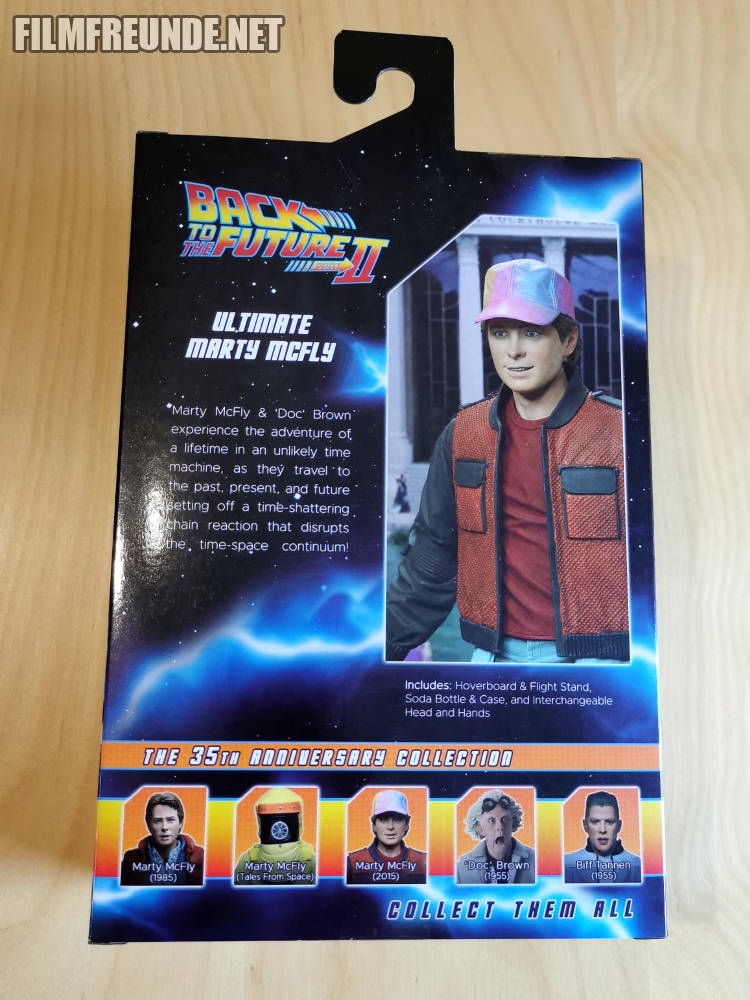 FILMFREUNDE.NET
BACK
TO
THE FUTURE
PART II
ULTIMATE
MARTY MCFLY
Marty McFly & 'Doc' Brown
experience the adventure of
a lifetime in an unlikely time
machine, as they travel to
the past, present, and future
setting off a time-shattering
chain reaction that disrupts
the time-space continuum!
Includes: Hoverboard & Flight Stand,
Soda Bottle & Case, and Interchangeable
Head and Hands
THE 35TH ANNIVERSARY COLLECTION
Marty McFly
(1985)
Marty McFly
(Tales From Space)
Marty McFly
(2015)
'Doc' Brown
(1955)
Biff Tannen
(1955)
COLLECT THEM ALL